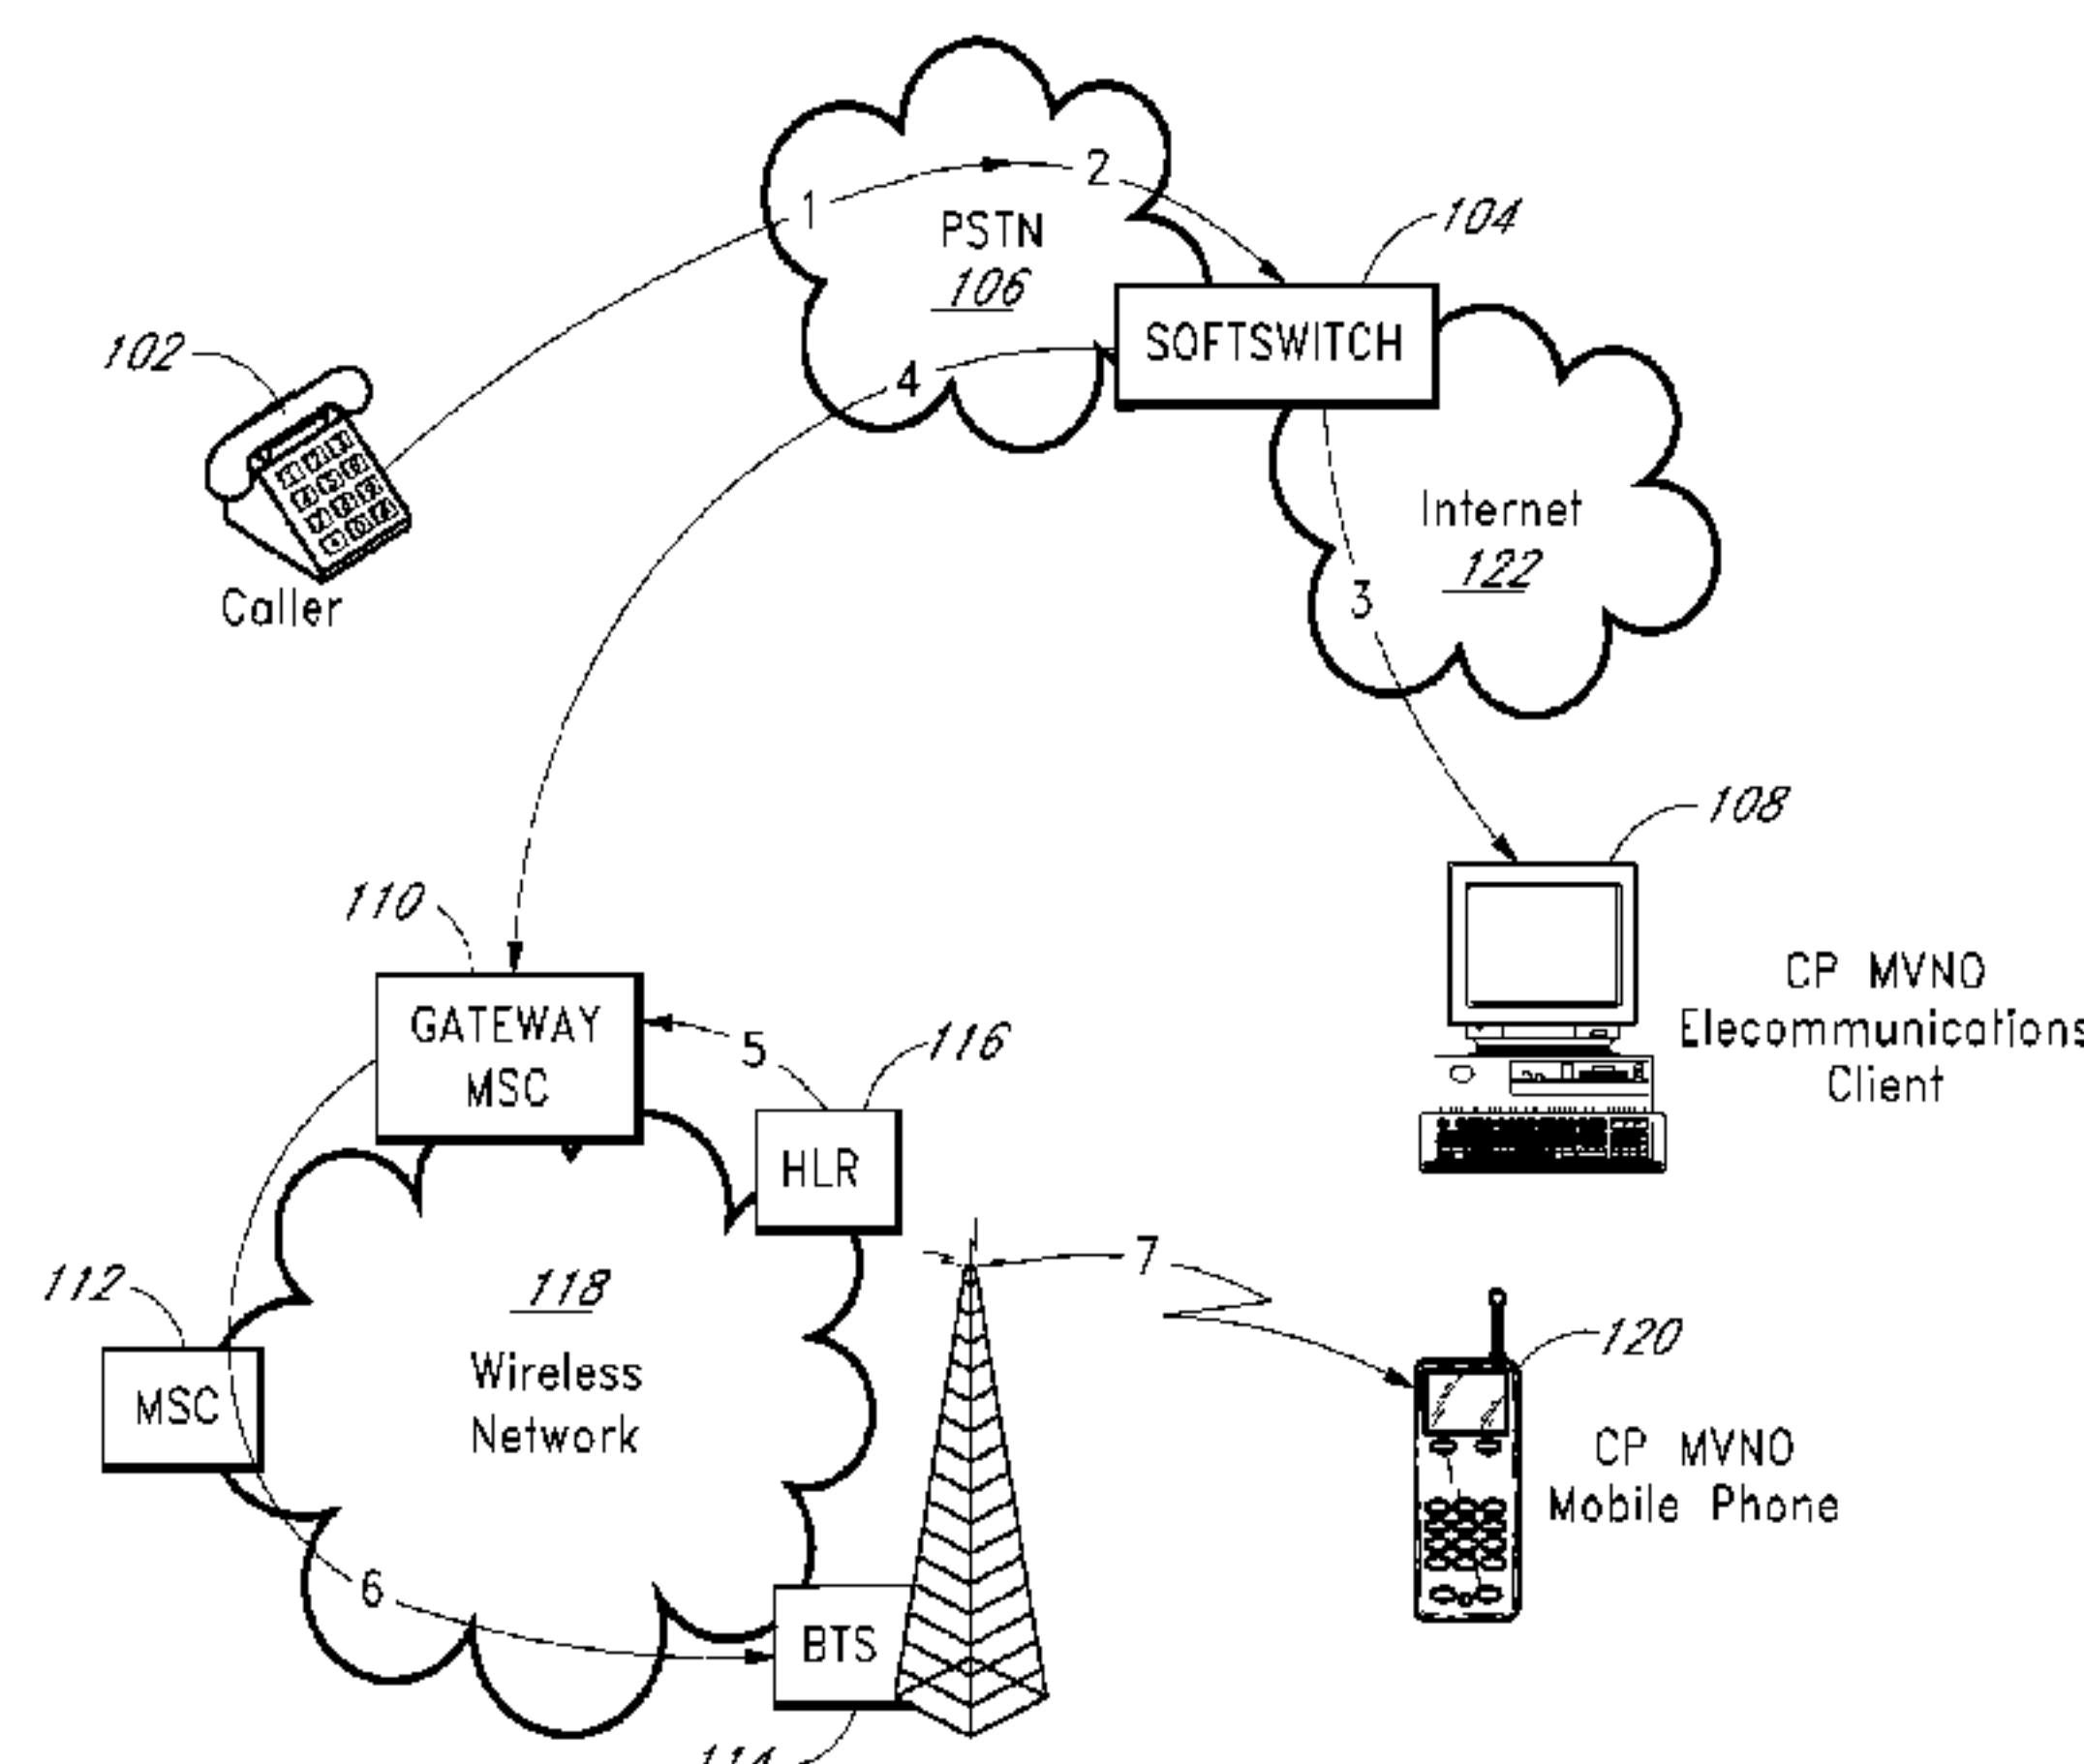 1
2
PSTN
106
104
SOFTSWITCH
102
4
Caller
Internet
122
3
108
110
CP MVNO
Elecommunications
Client
GATEWAY
MSC
5
116
HLR
7
112
118
120
MSC
Wireless
Network
CP MVNO
Mobile Phone
6
BTS
114